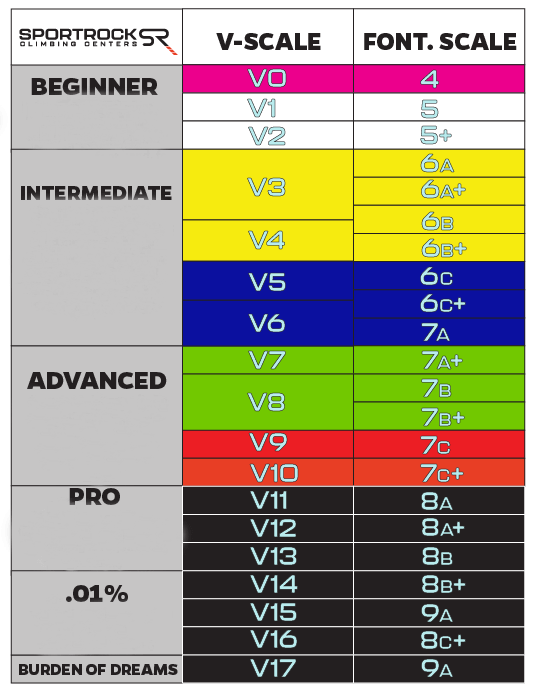 SPORTROCK SR V-SCALE FONT. SCALE
CLIMBING CENTERS
BEGINNER V0 4
V1 5
V2 5+
INTERMEDIATE V3 6A
6A+
V4 6B
6B+
V5 6C
6C+
V6 7A
ADVANCED V7 7A+
V8 7B
7B+
V9 7C
V10 7C+
PRO V11 8A
V12 8A+
V13 8B
.01% V14 8B+
V15 9A
V16 8C+
BURDEN OF DREAMS V17 9A